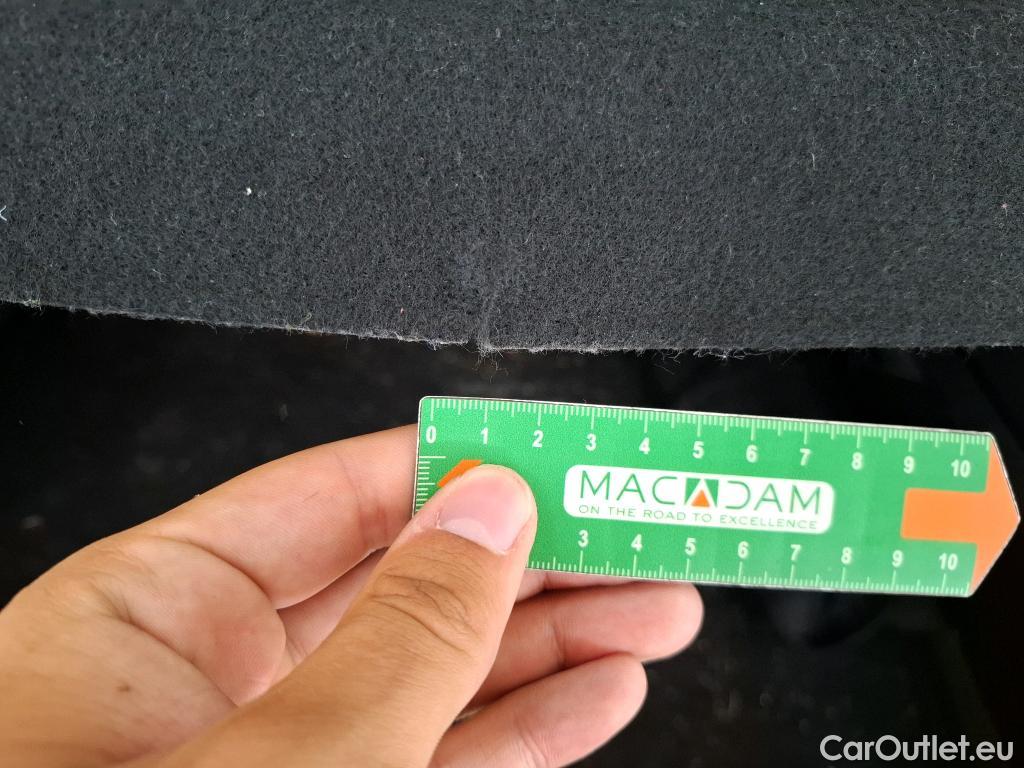 0 1 2 3 4 5 6 7 8 9 10
MACADAM
ON THE ROAD TO EXCELLENCE
3 4 5 6 7 8 9 10
CarOutlet.eu